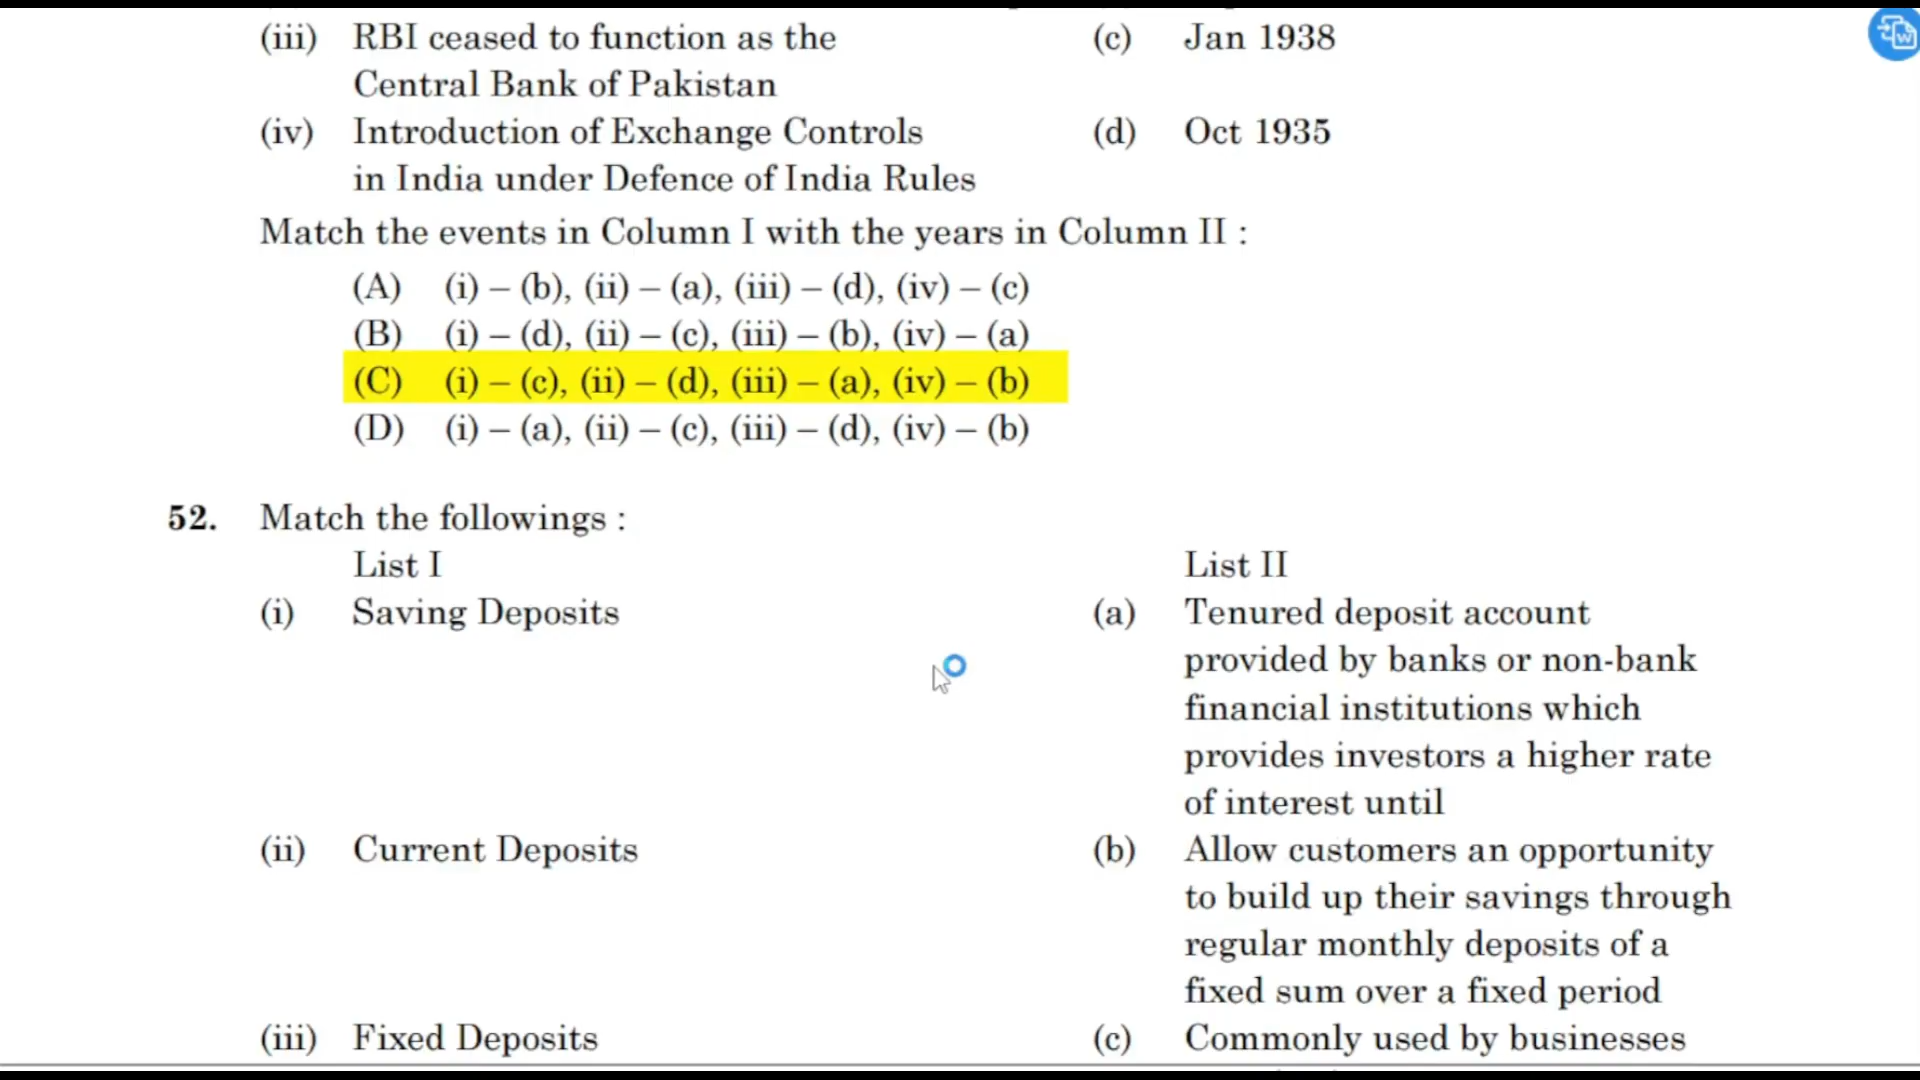 (iii) RBI ceased to function as the (c) Jan 1938
Central Bank of Pakistan
(iv) Introduction of Exchange Controls (d) Oct 1935
in India under Defence of India Rules
Match the events in Column I with the years in Column II :
(A) (i) – (b), (ii) – (a), (iii) – (d), (iv) – (c)
(B) (i) – (d), (ii) – (c), (iii) – (b), (iv) – (a)
(C) (i) – (c), (ii) – (d), (iii) – (a), (iv) – (b)
(D) (i) – (a), (ii) – (c), (iii) – (d), (iv) – (b)
52. Match the followings :
List I List II
(i) Saving Deposits (a) Tenured deposit account
provided by banks or non-bank
financial institutions which
provides investors a higher rate
of interest until
(ii) Current Deposits (b) Allow customers an opportunity
to build up their savings through
regular monthly deposits of a
fixed sum over a fixed period
(iii) Fixed Deposits (c) Commonly used by businesses